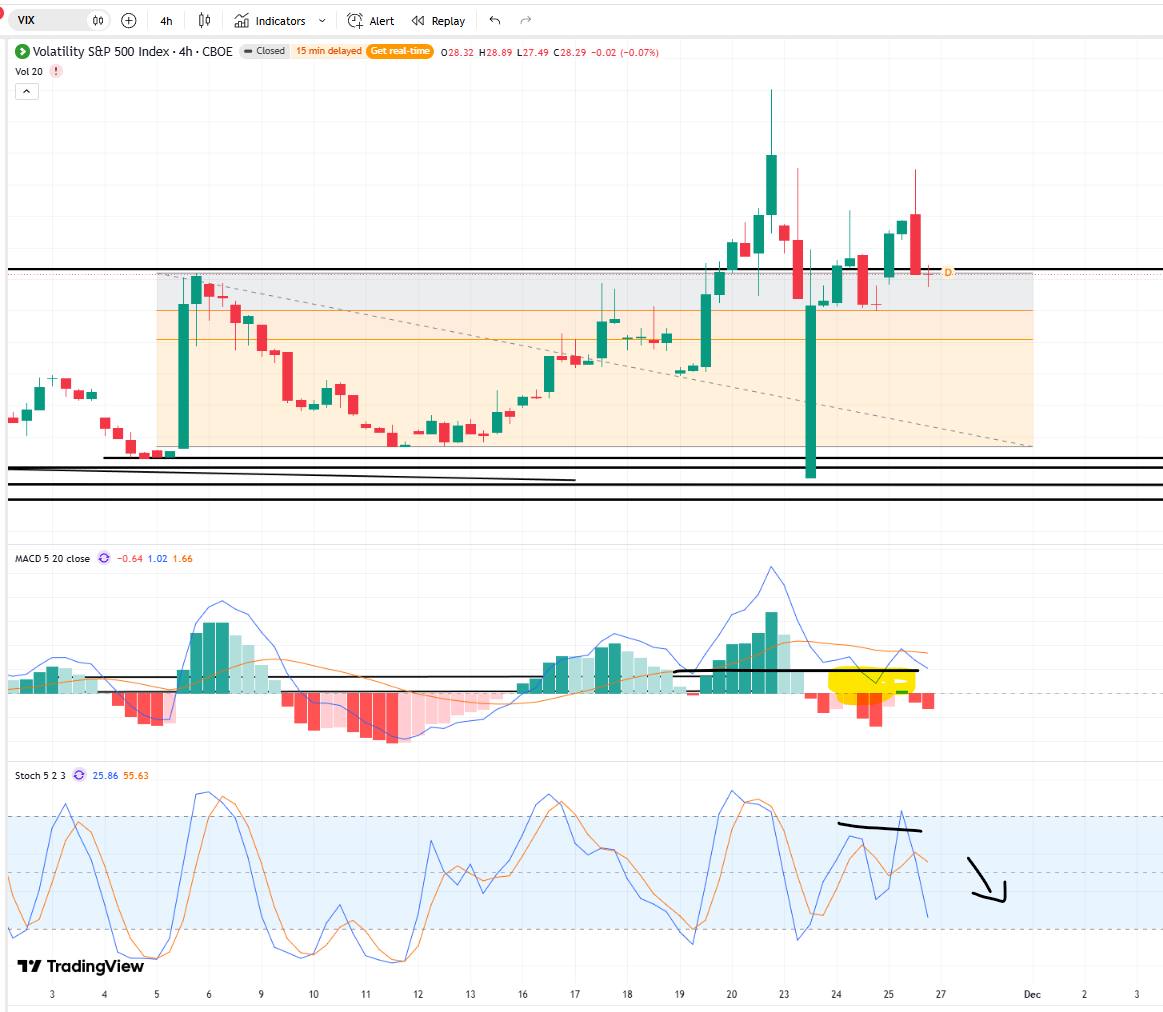 VIX 4h Indicators Alert Replay
Volatility S&P 500 Index · 4h · CBOE Closed 15 min delayed Get real-time O28.32 H28.89 L27.49 C28.29 −0.02 (−0.07%)
Vol 20 !
D
MACD 5 20 close −0.64 1.02 1.66
Stoch 5 2 3 25.86 55.63
TradingView
3 4 5 6 9 10 11 12 13 16 17 18 19 20 23 24 25 27 Dec 2 3